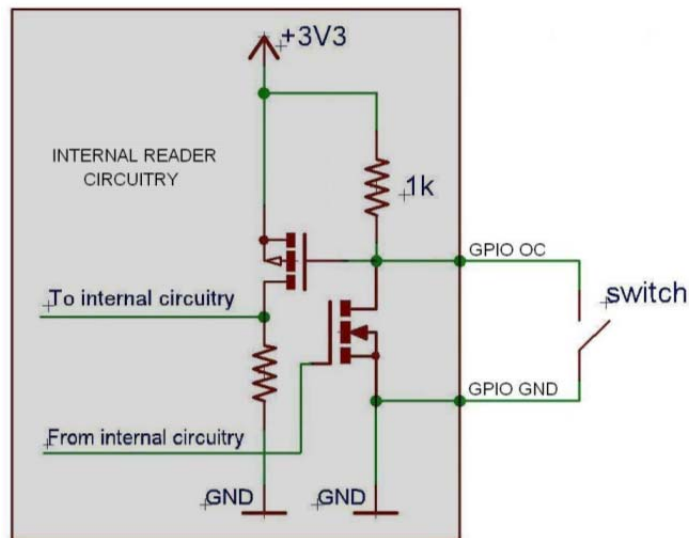 +3V3
INTERNAL READER
CIRCUITRY
1k
GPIO OC
To internal circuitry
switch
GPIO GND
From internal circuitry
GND
GND